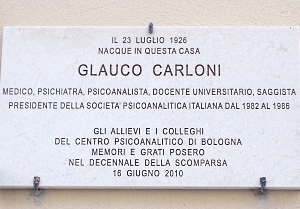 IL 23 LUGLIO 1926
NACQUE IN QUESTA CASA
GLAUCO CARLONI
MEDICO, PSICHIATRA, PSICOANALISTA, DOCENTE UNIVERSITARIO, SAGGISTA
PRESIDENTE DELLA SOCIETA' PSICOANALITICA ITALIANA DAL 1982 AL 1986
GLI ALLIEVI E I COLLEGHI
DEL CENTRO PSICOANALITICO DI BOLOGNA
MEMORI E GRATI POSERO
NEL DECENNALE DELLA SCOMPARSA
16 GIUGNO 2010